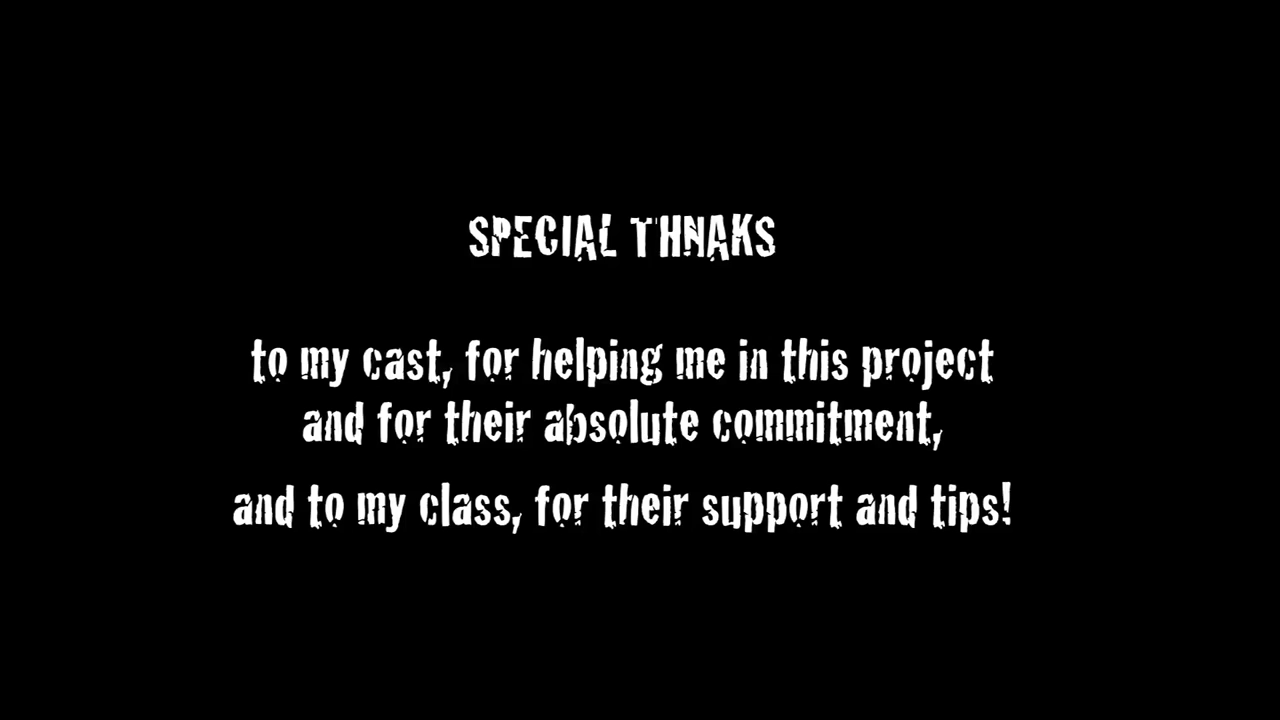 SPECIAL THNAKS
to my cast, for helping me in this project
and for their absolute commitment,
and to my class, for their support and tips!